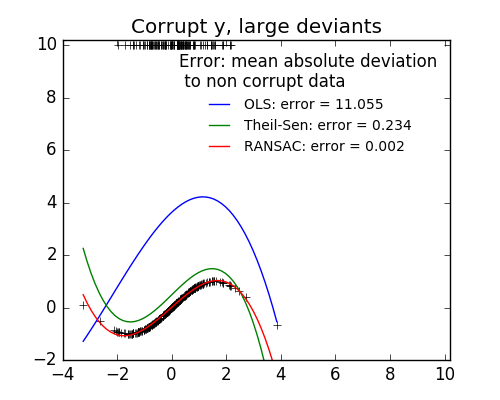 Corrupt y, large deviants
Error: mean absolute deviation
to non corrupt data
OLS: error = 11.055
Theil-Sen: error = 0.234
RANSAC: error = 0.002
10
8
6
4
2
0
−2
−4 −2 0 2 4 6 8 10